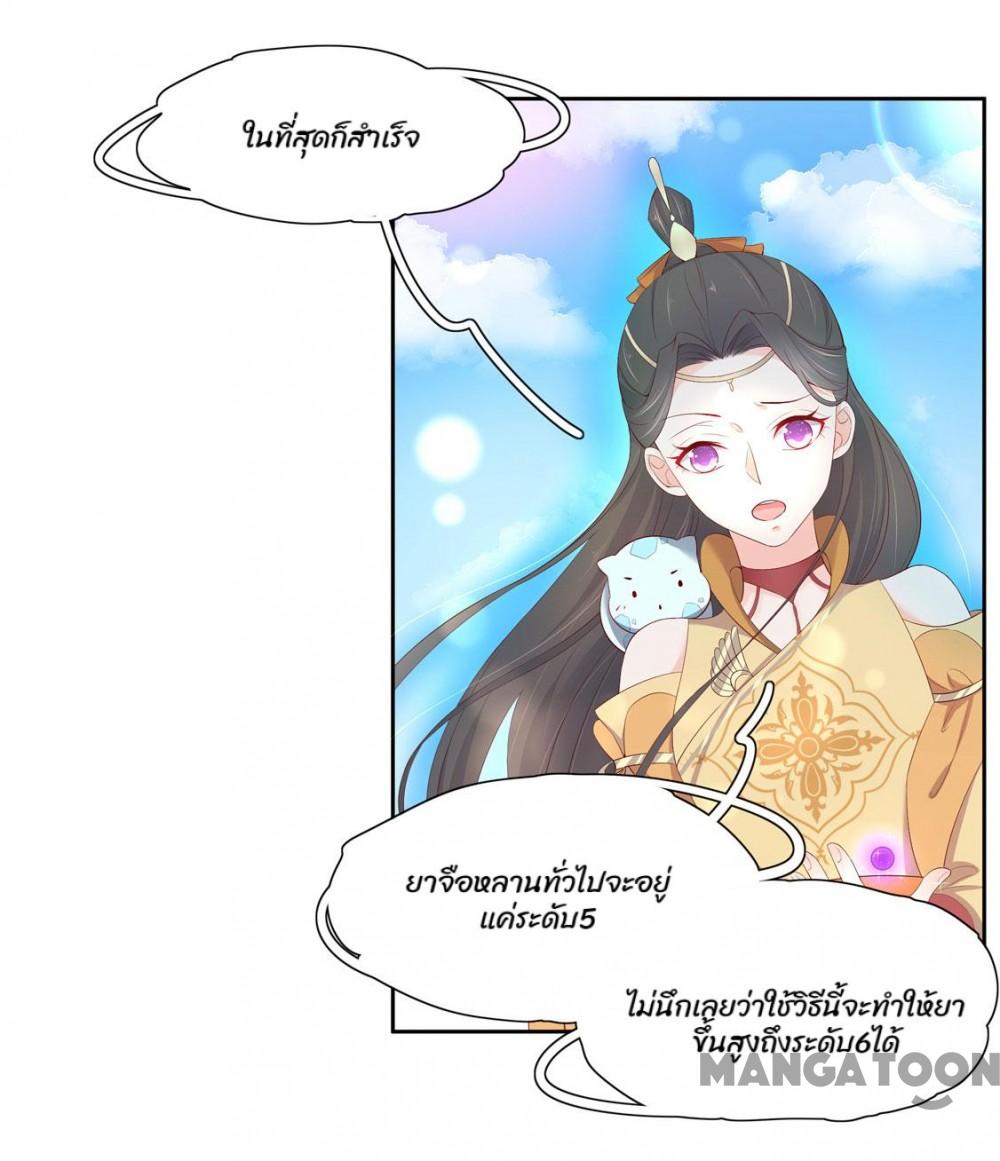 ในที่สุดก็สำเร็จ
ยาจือหลานทั่วไปจะอยู่
แค่ระดับ5
ไม่นึกเลยว่าใช้วิธีนี้จะทำให้ยา
ขึ้นสูงถึงระดับ6ได้
MANGATOON